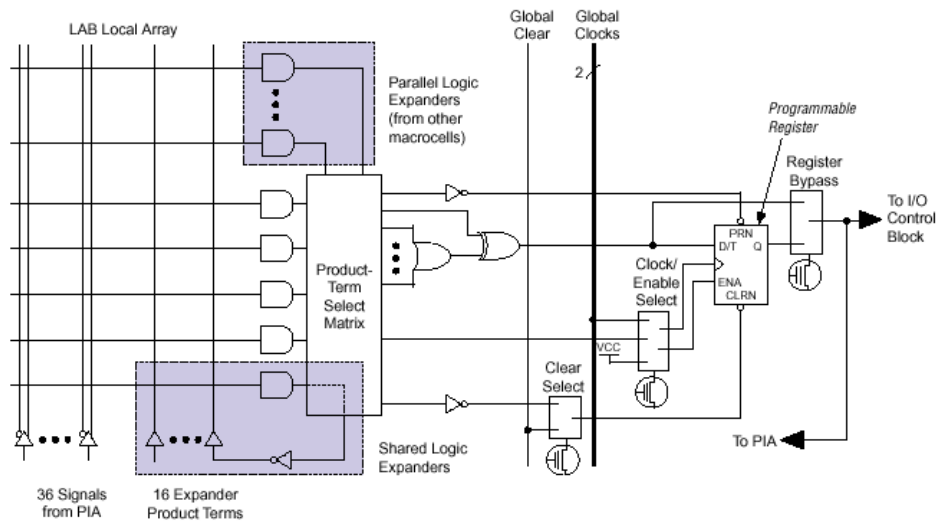 LAB Local Array
Global
Clear
Global
Clocks
2
Parallel Logic
Expanders
(from other
macrocells)
Programmable
Register
Register
Bypass
To I/O
Control
Block
PRN
D/T Q
ENA
CLRN
Clock/
Enable
Select
Product-
Term
Select
Matrix
VCC
Clear
Select
To PIA
Shared Logic
Expanders
36 Signals
from PIA
16 Expander
Product Terms